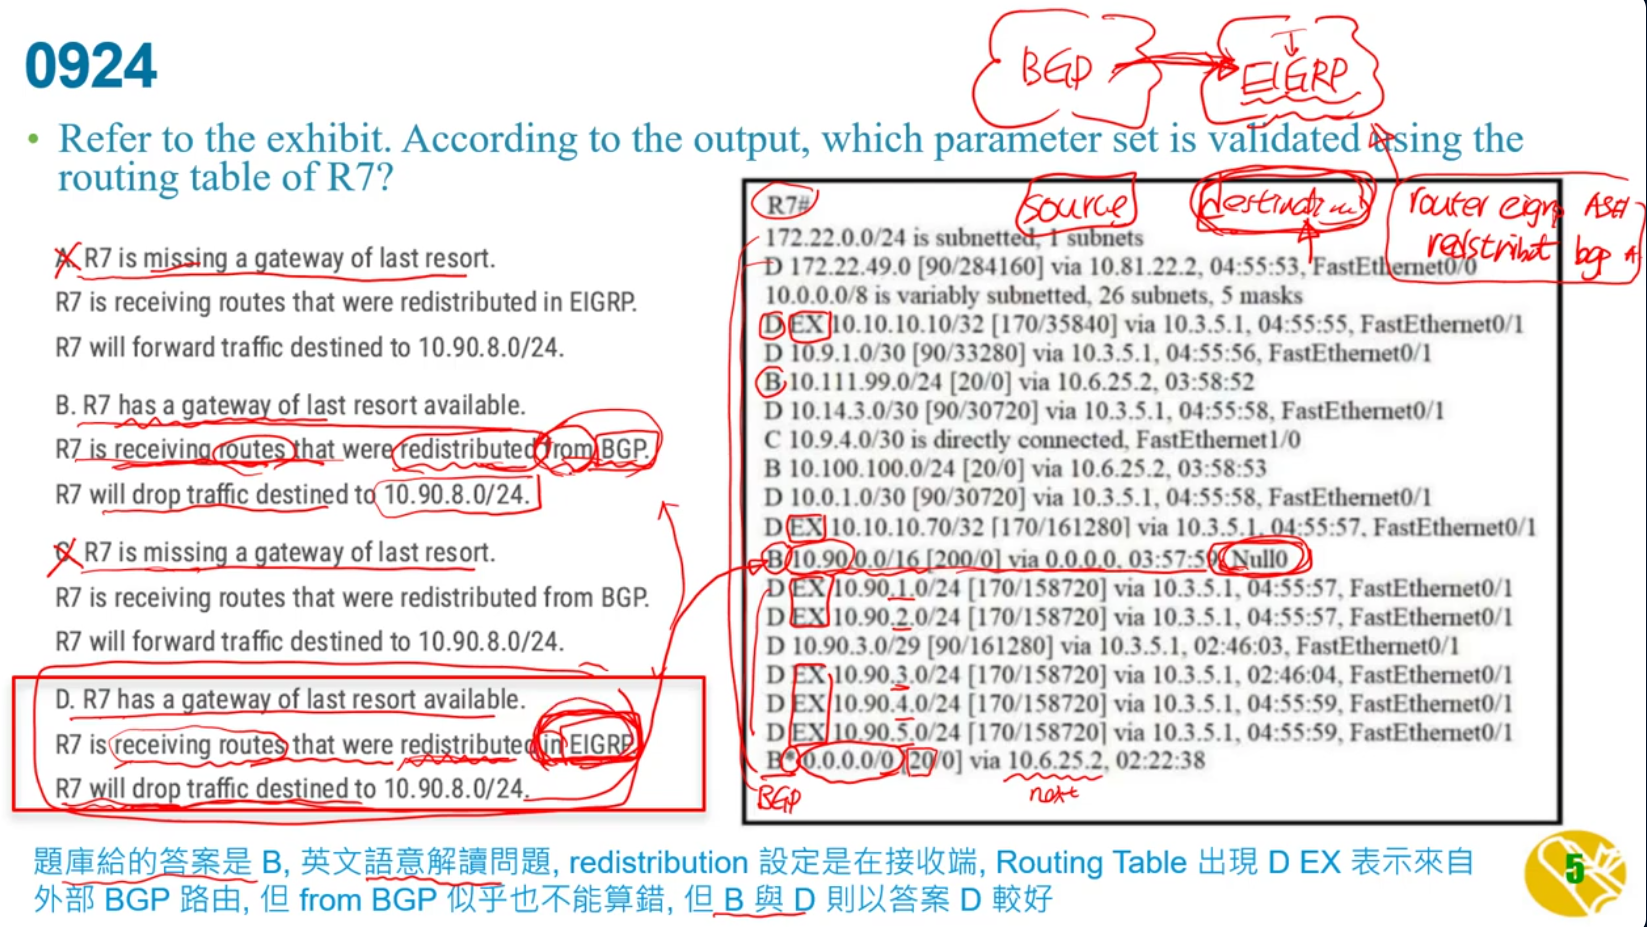 0924
BGP
EIGRP
• Refer to the exhibit. According to the output, which parameter set is validated using the
routing table of R7?
A. R7 is missing a gateway of last resort.
R7 is receiving routes that were redistributed in EIGRP.
R7 will forward traffic destined to 10.90.8.0/24.
B. R7 has a gateway of last resort available.
R7 is receiving routes that were redistributed from BGP.
R7 will drop traffic destined to 10.90.8.0/24.
C. R7 is missing a gateway of last resort.
R7 is receiving routes that were redistributed from BGP.
R7 will forward traffic destined to 10.90.8.0/24.
D. R7 has a gateway of last resort available.
R7 is receiving routes that were redistributed in EIGRP.
R7 will drop traffic destined to 10.90.8.0/24.
source
router eigrp AS#
redstribut bgp
R7#
172.22.0.0/24 is subnetted, 1 subnets
D 172.22.49.0 [90/284160] via 10.81.22.2, 04:55:53, FastEthernet0/0
10.0.0.0/8 is variably subnetted, 26 subnets, 5 masks
D EX 10.10.10.10/32 [170/35840] via 10.3.5.1, 04:55:55, FastEthernet0/1
D 10.9.1.0/30 [90/33280] via 10.3.5.1, 04:55:56, FastEthernet0/1
B 10.111.99.0/24 [20/0] via 10.6.25.2, 03:58:52
D 10.14.3.0/30 [90/30720] via 10.3.5.1, 04:55:58, FastEthernet0/1
C 10.9.4.0/30 is directly connected, FastEthernet1/0
B 10.100.100.0/24 [20/0] via 10.6.25.2, 03:58:53
D 10.0.1.0/30 [90/30720] via 10.3.5.1, 04:55:58, FastEthernet0/1
D EX 10.10.10.70/32 [170/161280] via 10.3.5.1, 04:55:57, FastEthernet0/1
B 10.90.0.0/16 [200/0] via 0.0.0.0, 03:57:59, Null0
D EX 10.90.1.0/24 [170/158720] via 10.3.5.1, 04:55:57, FastEthernet0/1
D EX 10.90.2.0/24 [170/158720] via 10.3.5.1, 04:55:57, FastEthernet0/1
D 10.90.3.0/29 [90/161280] via 10.3.5.1, 02:46:03, FastEthernet0/1
D EX 10.90.3.0/24 [170/158720] via 10.3.5.1, 02:46:04, FastEthernet0/1
D EX 10.90.4.0/24 [170/158720] via 10.3.5.1, 04:55:59, FastEthernet0/1
D EX 10.90.5.0/24 [170/158720] via 10.3.5.1, 04:55:59, FastEthernet0/1
B* 0.0.0.0/0 [20/0] via 10.6.25.2, 02:22:38
BGP
next
題庫給的答案是 B, 英文語意解讀問題, redistribution 設定是在接收端, Routing Table 出現 D EX 表示來自
外部 BGP 路由, 但 from BGP 似乎也不能算錯, 但 B 與 D 則以答案 D 較好
5